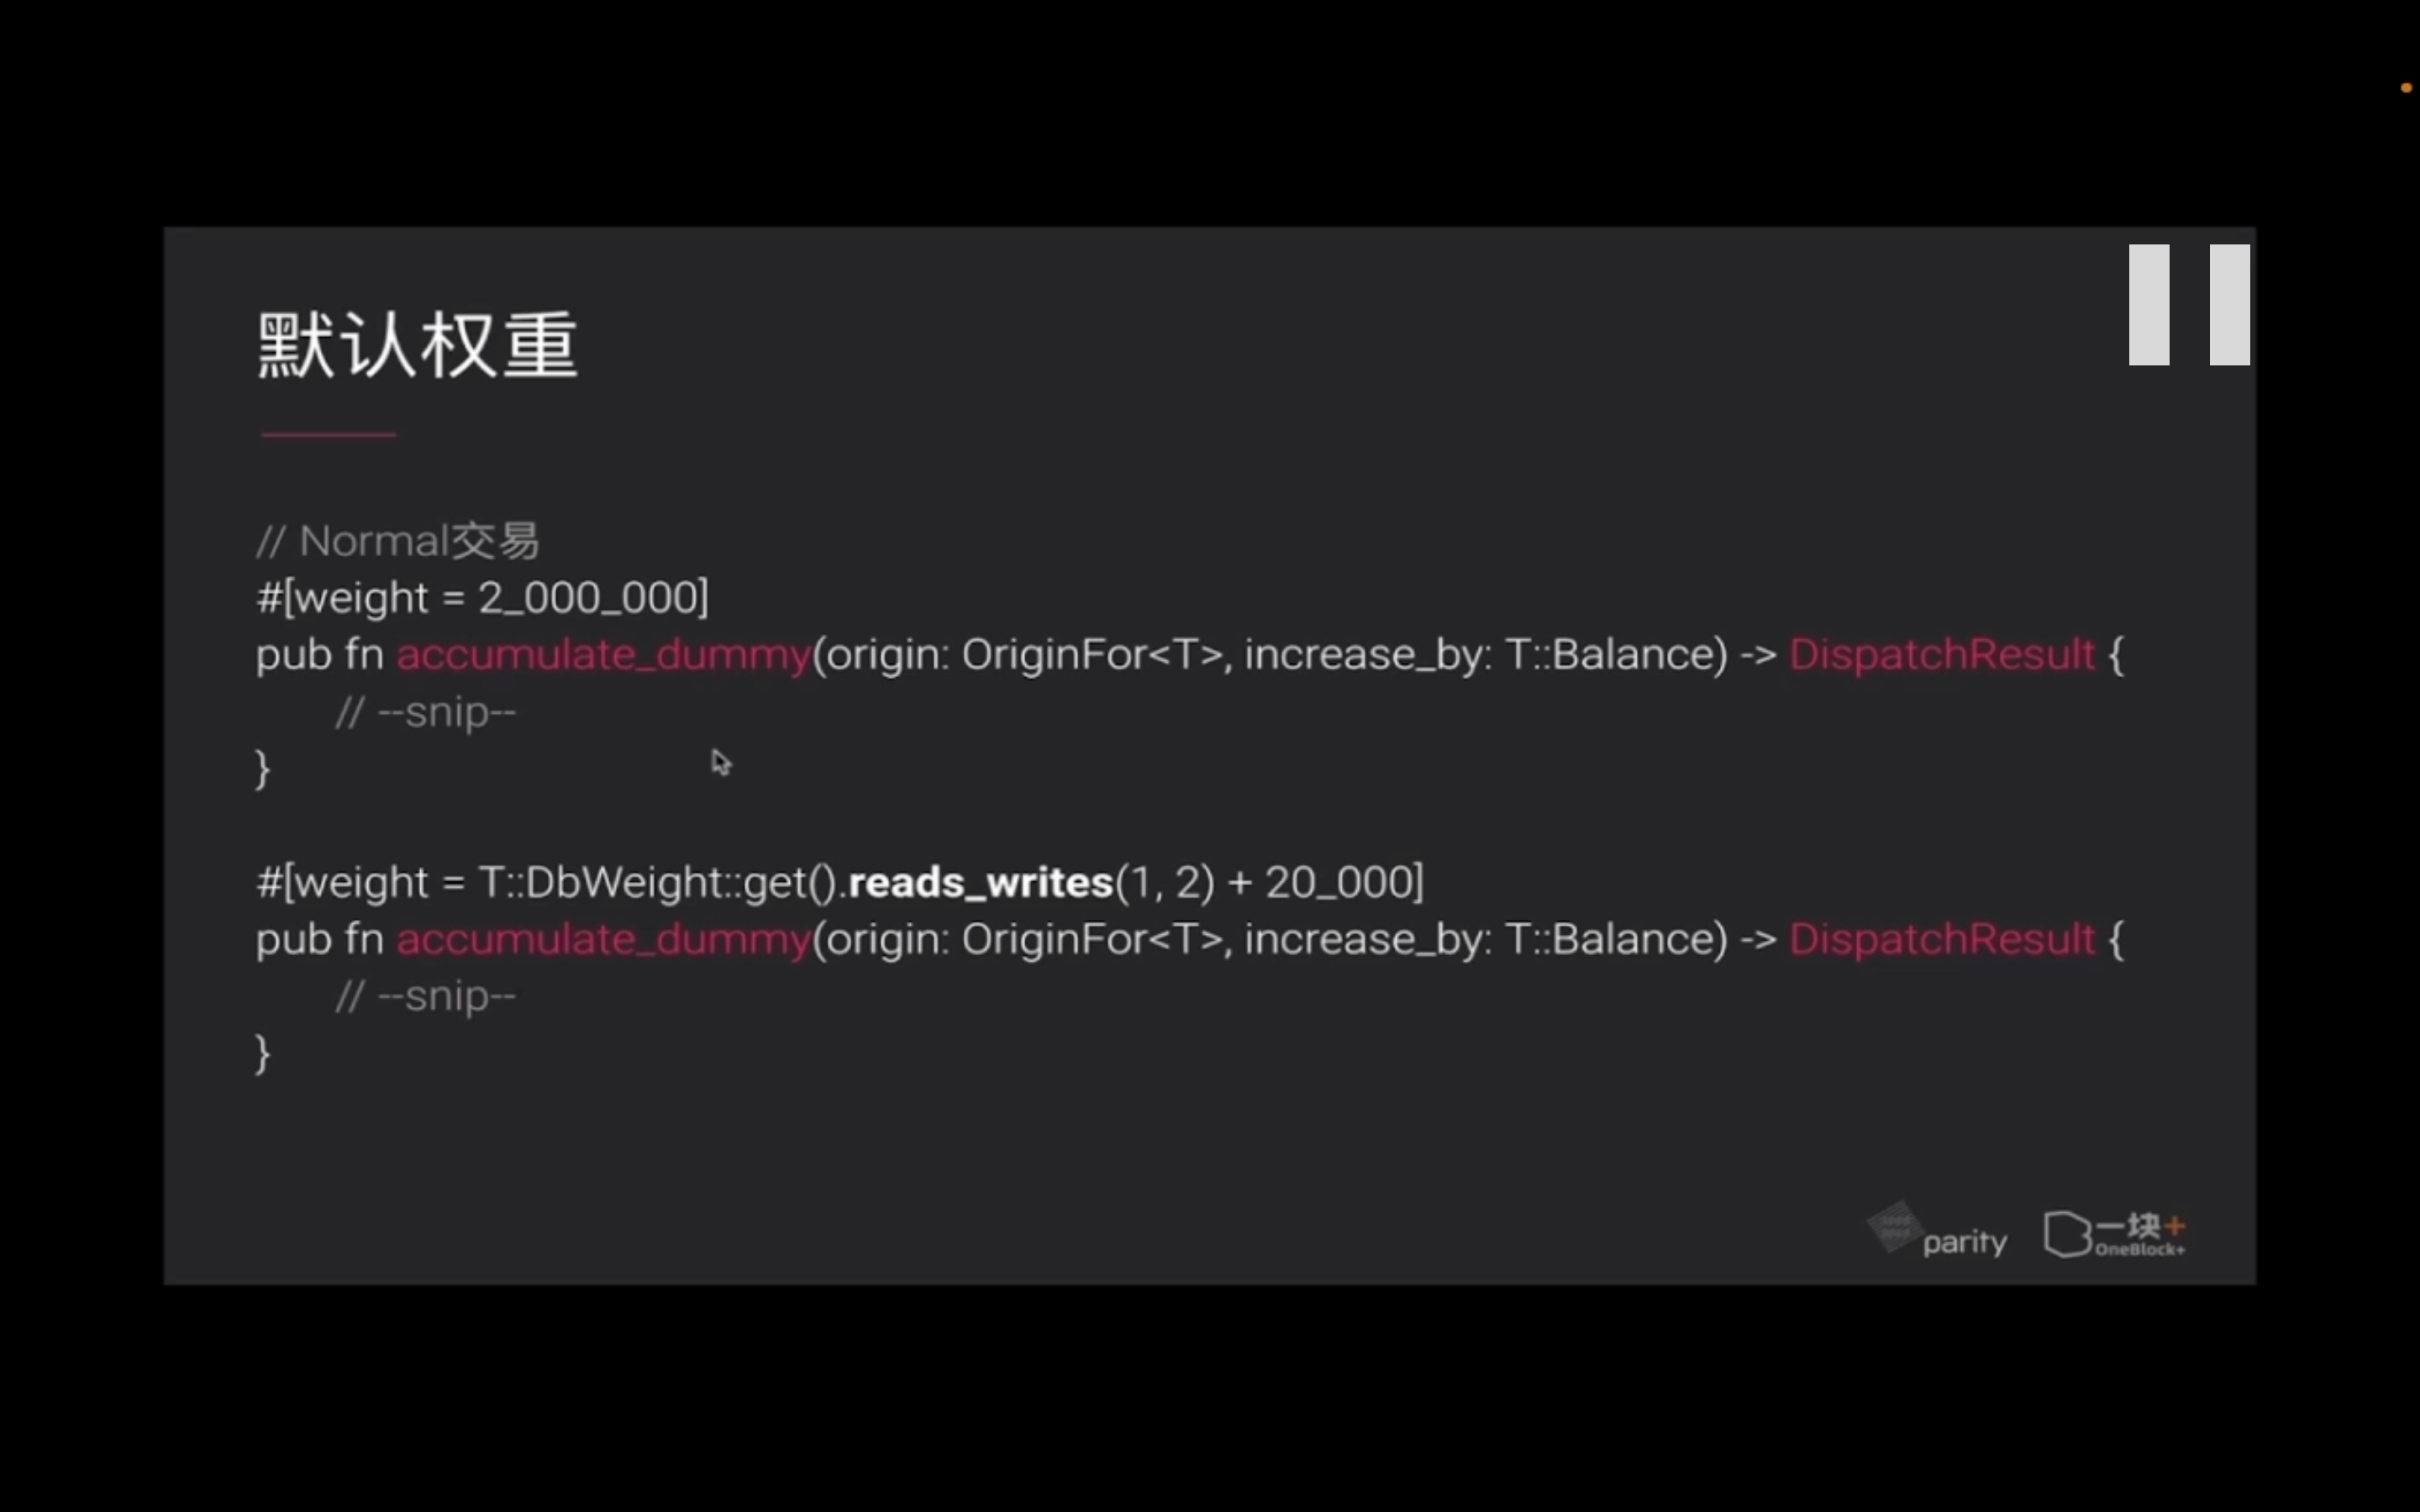 默认权重
// Normal交易
#[weight = 2_000_000]
pub fn accumulate_dummy(origin: OriginFor<T>, increase_by: T::Balance) -> DispatchResult {
// --snip--
}
#[weight = T::DbWeight::get().reads_writes(1, 2) + 20_000]
pub fn accumulate_dummy(origin: OriginFor<T>, increase_by: T::Balance) -> DispatchResult {
// --snip--
}
parity
一块+
OneBlock+